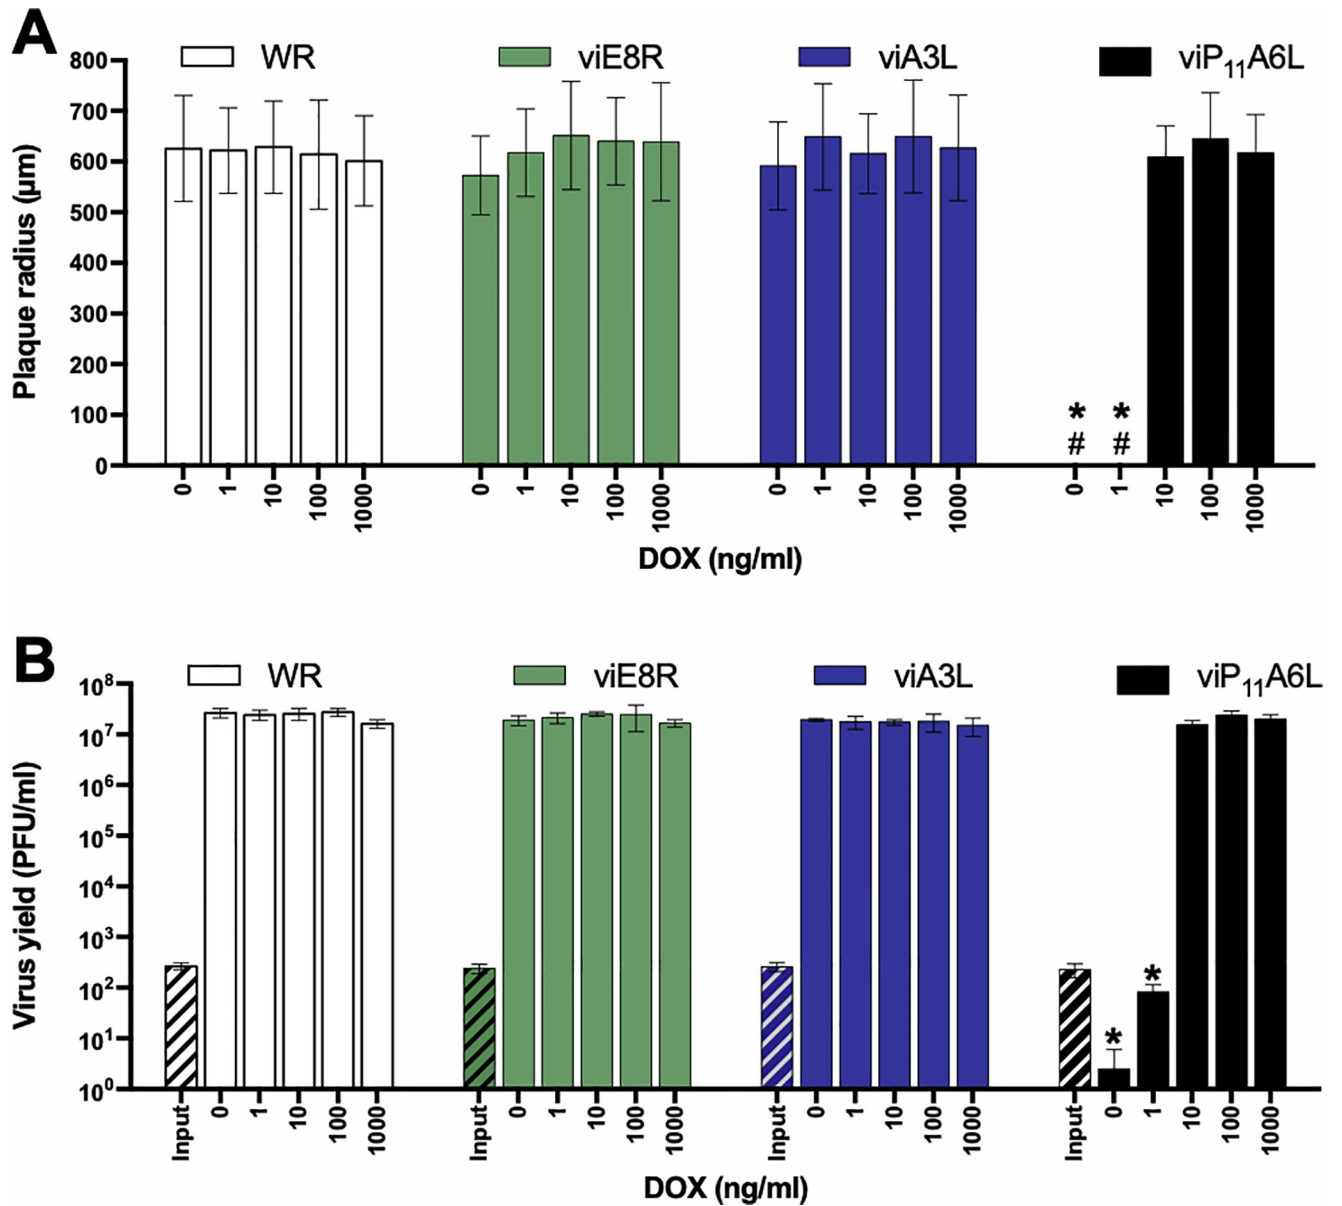 A
WR viE8R viA3L viP₁₁A6L
Plaque radius (µm)
800
700
600
500
400
300
200
100
0
* *
# #
0 1 10 100 1000 0 1 10 100 1000 0 1 10 100 1000 0 1 10 100 1000
DOX (ng/ml)
B
WR viE8R viA3L viP₁₁A6L
Virus yield (PFU/ml)
10⁸
10⁷
10⁶
10⁵
10⁴
10³
10²
10¹
10⁰
* *
Input 0 1 10 100 1000 Input 0 1 10 100 1000 Input 0 1 10 100 1000 Input 0 1 10 100 1000
DOX (ng/ml)